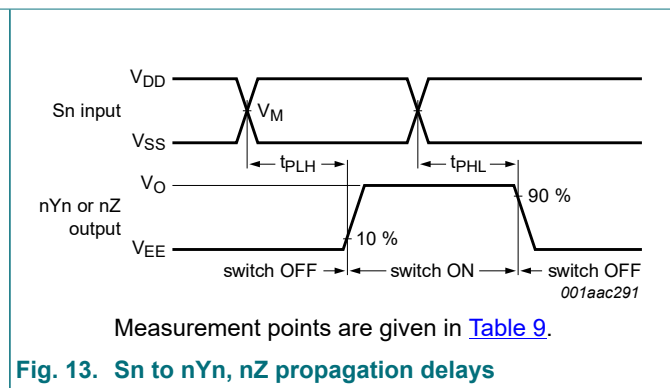 VDD
Sn input
VM
VSS
tPLH
tPHL
VO
nYn or nZ
output
90 %
10 %
VEE
switch OFF
switch ON
switch OFF
001aac291
Measurement points are given in Table 9.
Fig. 13. Sn to nYn, nZ propagation delays